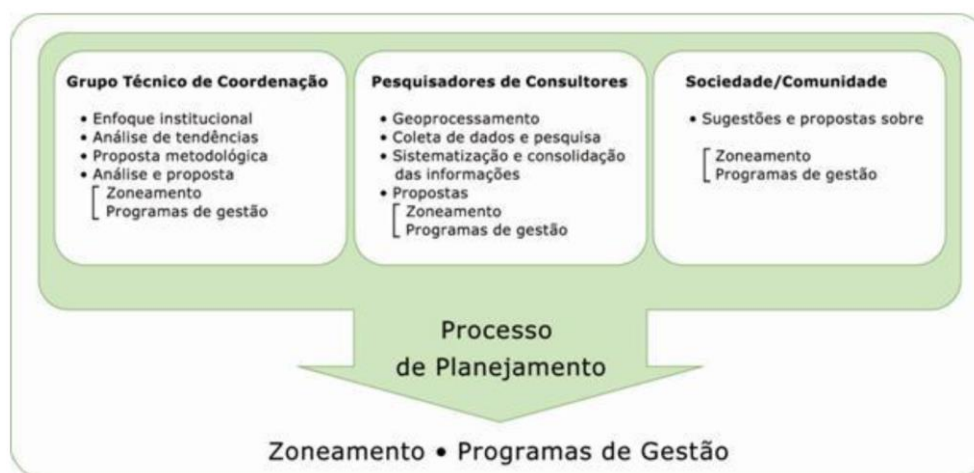 Grupo Técnico de Coordenação
• Enfoque institucional
• Análise de tendências
• Proposta metodológica
• Análise e proposta
Zoneamento
Programas de gestão
Pesquisadores de Consultores
• Geoprocessamento
• Coleta de dados e pesquisa
• Sistematização e consolidação
das informações
• Propostas
Zoneamento
Programas de gestão
Sociedade/Comunidade
• Sugestões e propostas sobre
Zoneamento
Programas de gestão
Processo
de Planejamento
Zoneamento • Programas de Gestão